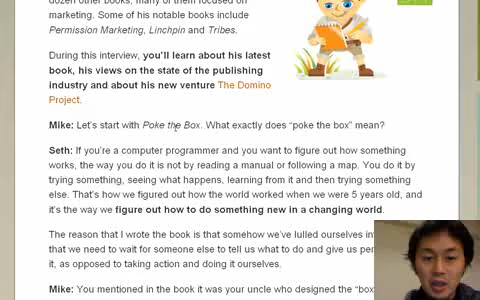 dozen other books, many of them focused on
marketing. Some of his notable books include
Permission Marketing, Linchpin and Tribes.
During this interview, you'll learn about his latest
book, his views on the state of the publishing
industry and about his new venture The Domino
Project.
Mike: Let's start with Poke the Box. What exactly does "poke the box" mean?
Seth: If you're a computer programmer and you want to figure out how something
works, the way you do it is not by reading a manual or following a map. You do it by
trying something, seeing what happens, learning from it and then trying something
else. That's how we figured out how the world worked when we were 5 years old, and
it's the way we figure out how to do something new in a changing world.
The reason that I wrote the book is that somehow we've lulled ourselves
that we need to wait for someone else to tell us what to do and give us
it, as opposed to taking action and doing it ourselves.
Mike: You mentioned in the book it was your uncle who designed the "box